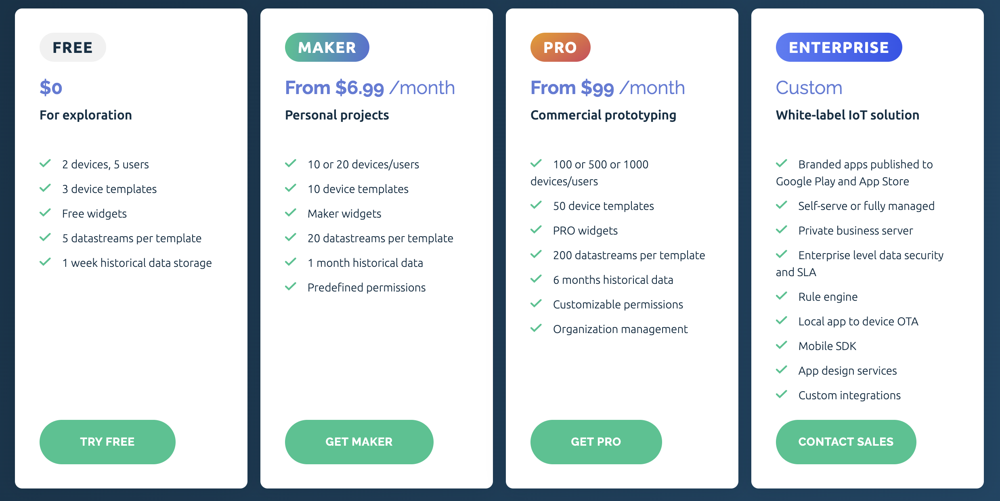 FREE
$0
For exploration
2 devices, 5 users
3 device templates
Free widgets
5 datastreams per template
1 week historical data storage
TRY FREE
MAKER
From $6.99 /month
Personal projects
10 or 20 devices/users
10 device templates
Maker widgets
20 datastreams per template
1 month historical data
Predefined permissions
GET MAKER
PRO
From $99 /month
Commercial prototyping
100 or 500 or 1000
devices/users
50 device templates
PRO widgets
200 datastreams per template
6 months historical data
Customizable permissions
Organization management
GET PRO
ENTERPRISE
Custom
White-label IoT solution
Branded apps published to
Google Play and App Store
Self-serve or fully managed
Private business server
Enterprise level data security
and SLA
Rule engine
Local app to device OTA
Mobile SDK
App design services
Custom integrations
CONTACT SALES